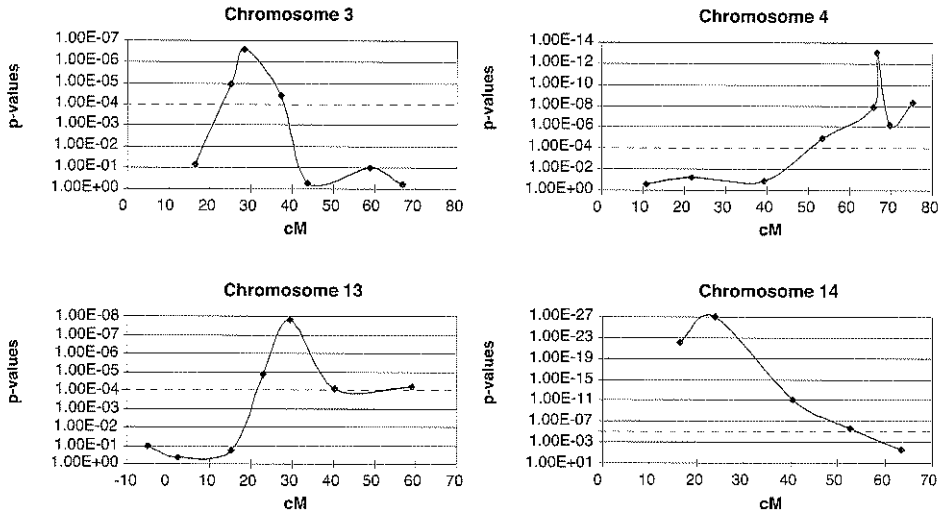 Chromosome 3
1.00E-07
1.00E-06
1.00E-05
1.00E-04
1.00E-03
1.00E-02
1.00E-01
1.00E+00
p-values
0 10 20 30 40 50 60 70 80
cM
Chromosome 4
1.00E-14
1.00E-12
1.00E-10
1.00E-08
1.00E-06
1.00E-04
1.00E-02
1.00E+00
p-values
0 10 20 30 40 50 60 70 80
cM
Chromosome 13
1.00E-08
1.00E-07
1.00E-06
1.00E-05
1.00E-04
1.00E-03
1.00E-02
1.00E-01
1.00E+00
p-values
-10 0 10 20 30 40 50 60 70
cM
Chromosome 14
1.00E-27
1.00E-23
1.00E-19
1.00E-15
1.00E-11
1.00E-07
1.00E-03
1.00E+01
p-values
0 10 20 30 40 50 60 70
cM